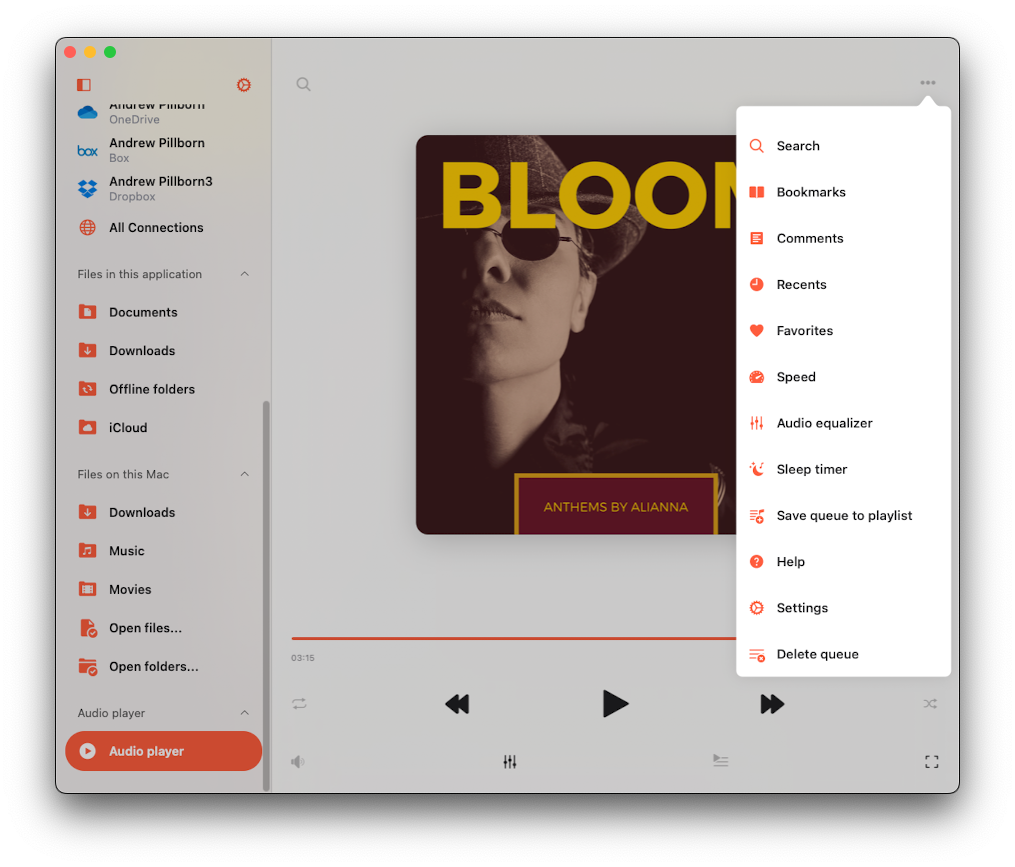 Andrew Pillborn
OneDrive
box
Andrew Pillborn
Box
Andrew Pillborn3
Dropbox
All Connections
Files in this application
Documents
Downloads
Offline folders
iCloud
Files on this Mac
Downloads
Music
Movies
Open files...
Open folders...
Audio player
Audio player
BLOOM
ANTHEMS BY ALIANNA
03:15
Search
Bookmarks
Comments
Recents
Favorites
Speed
Audio equalizer
Sleep timer
Save queue to playlist
Help
Settings
Delete queue